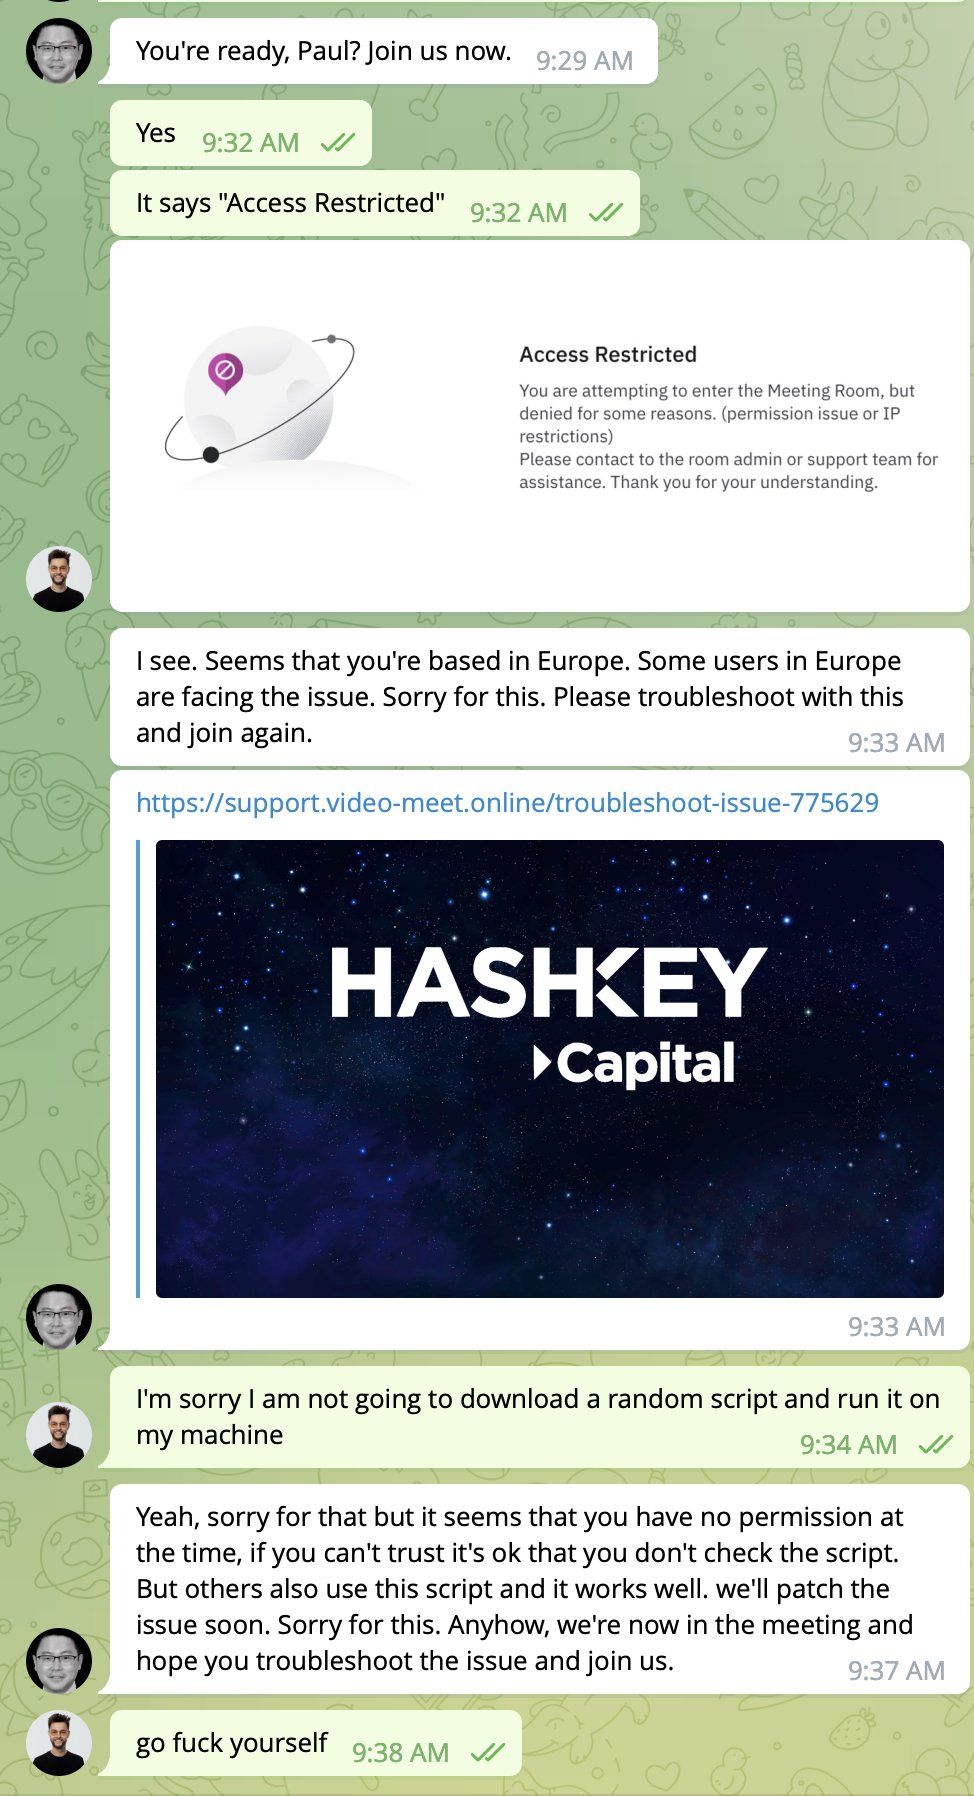 You're ready, Paul? Join us now. 9:29 AM
Yes 9:32 AM
It says "Access Restricted" 9:32 AM
Access Restricted
You are attempting to enter the Meeting Room, but
denied for some reasons. (permission issue or IP
restrictions)
Please contact to the room admin or support team for
assistance. Thank you for your understanding.
I see. Seems that you're based in Europe. Some users in Europe
are facing the issue. Sorry for this. Please troubleshoot with this
and join again. 9:33 AM
https://support.video-meet.online/troubleshoot-issue-775629
HASHKEY
Capital
9:33 AM
I'm sorry I am not going to download a random script and run it on
my machine 9:34 AM
Yeah, sorry for that but it seems that you have no permission at
the time, if you can't trust it's ok that you don't check the script.
But others also use this script and it works well. we'll patch the
issue soon. Sorry for this. Anyhow, we're now in the meeting and
hope you troubleshoot the issue and join us. 9:37 AM
go fuck yourself 9:38 AM